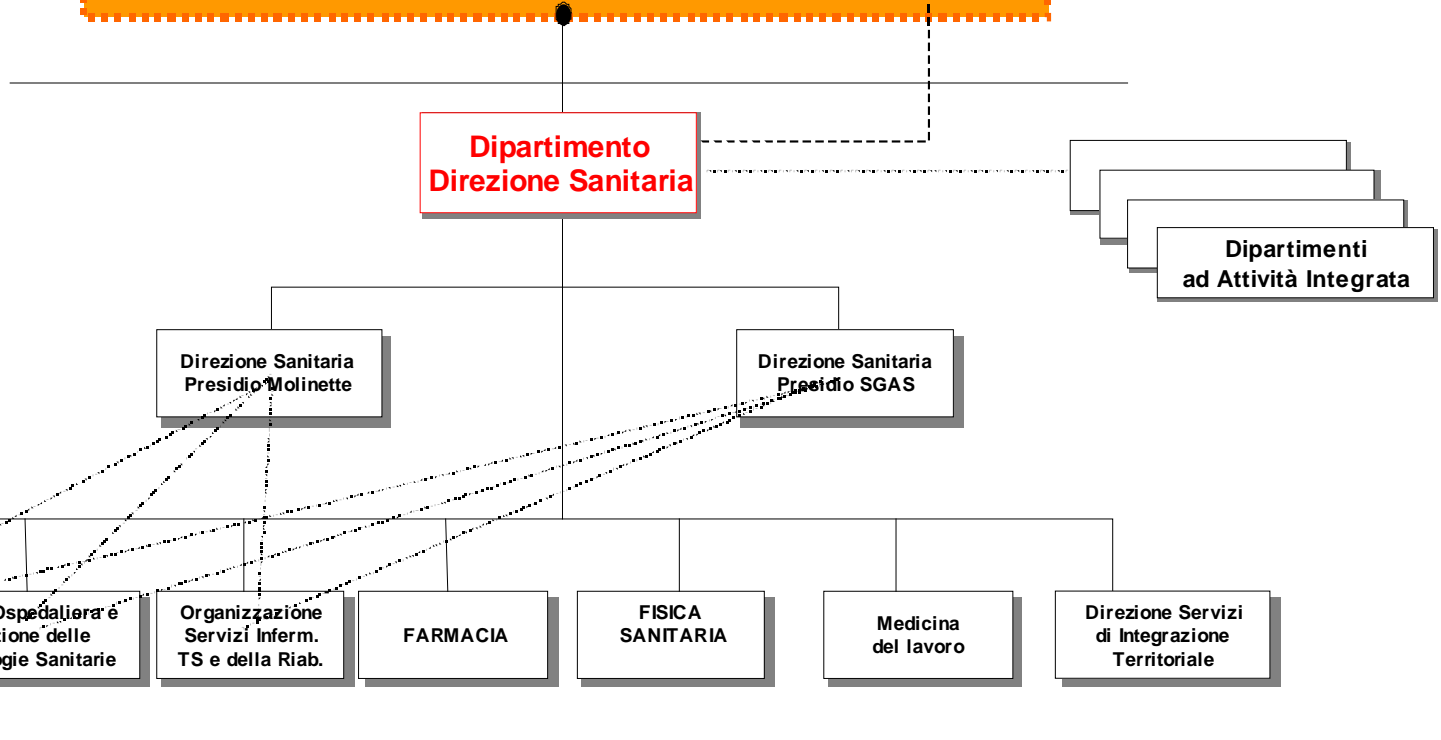 Dipartimento
Direzione Sanitaria
Dipartimenti
ad Attività Integrata
Direzione Sanitaria
Presidio Molinette
Direzione Sanitaria
Presidio SGAS
Ospedaliera e
zione delle
ogie Sanitarie
Organizzazione
Servizi Inferm.
TS e della Riab.
FARMACIA
FISICA
SANITARIA
Medicina
del lavoro
Direzione Servizi
di Integrazione
Territoriale